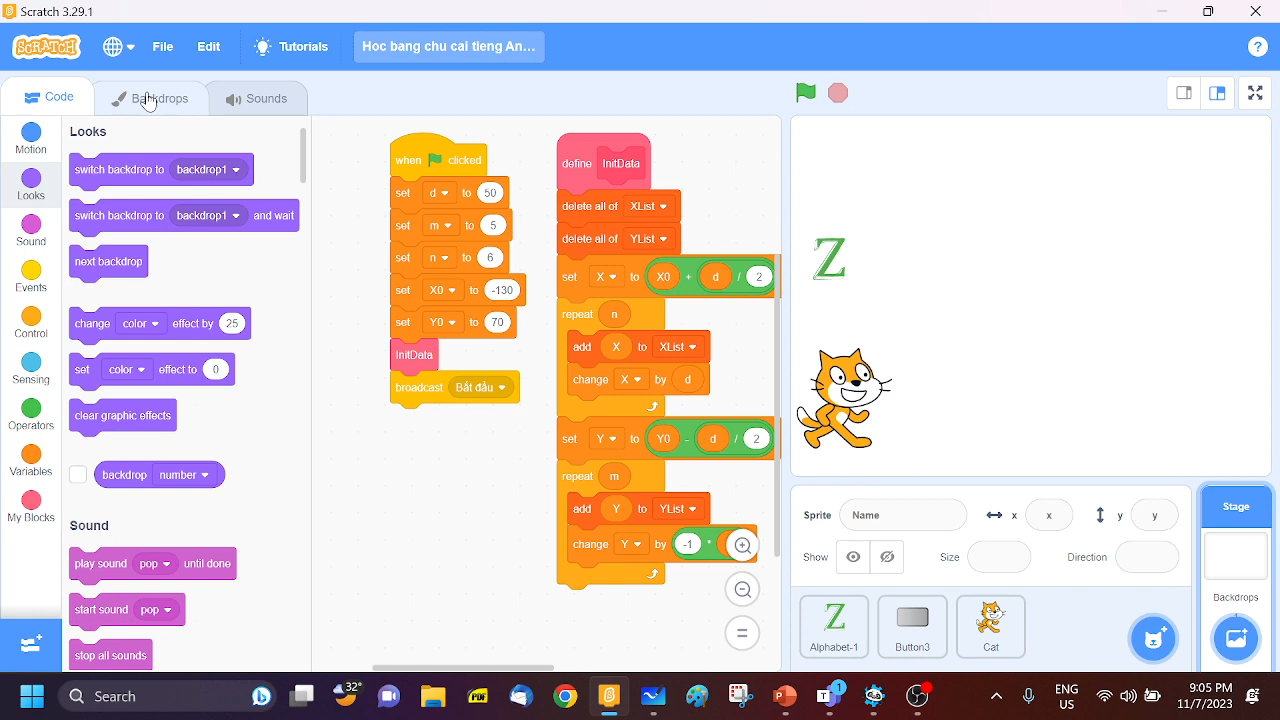 Scratch 3.29.1
SCRATCH File Edit Tutorials Hoc bang chu cai tieng An...
Code Backdrops Sounds
Motion
Looks
Sound
Events
Control
Sensing
Operators
Variables
My Blocks
Looks
switch backdrop to backdrop1
switch backdrop to backdrop1 and wait
next backdrop
change color effect by 25
set color effect to 0
clear graphic effects
backdrop number
Sound
play sound pop until done
start sound pop
stop all sounds
when clicked
set d to 50
set m to 5
set n to 6
set X0 to -130
set Y0 to 70
InitData
broadcast Bắt đầu
define InitData
delete all of XList
delete all of YList
set X to X0 + d / 2
repeat n
add X to XList
change X by d
set Y to Y0 - d / 2
repeat m
add Y to YList
change Y by -1 *
Z
Sprite Name x x y y
Show Size Direction
Z
Alphabet-1 Button3 Cat
Stage
Backdrops
Search PDF 32° 1 ENG US 9:05 PM
11/7/2023